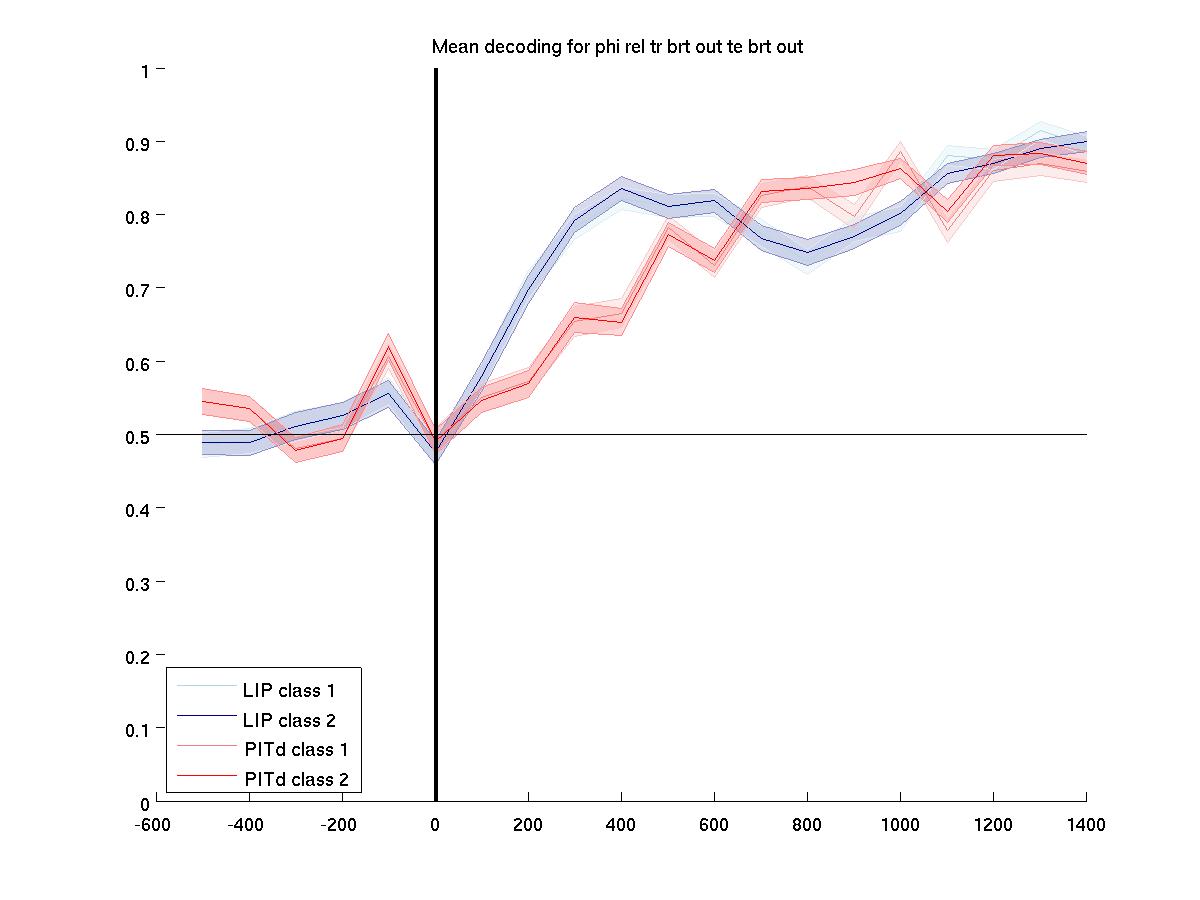 Mean decoding for phi rel tr brt out te brt out
1
0.9
0.8
0.7
0.6
0.5
0.4
0.3
0.2
0.1
0
LIP class 1
LIP class 2
PITd class 1
PITd class 2
-600 -400 -200 0 200 400 600 800 1000 1200 1400